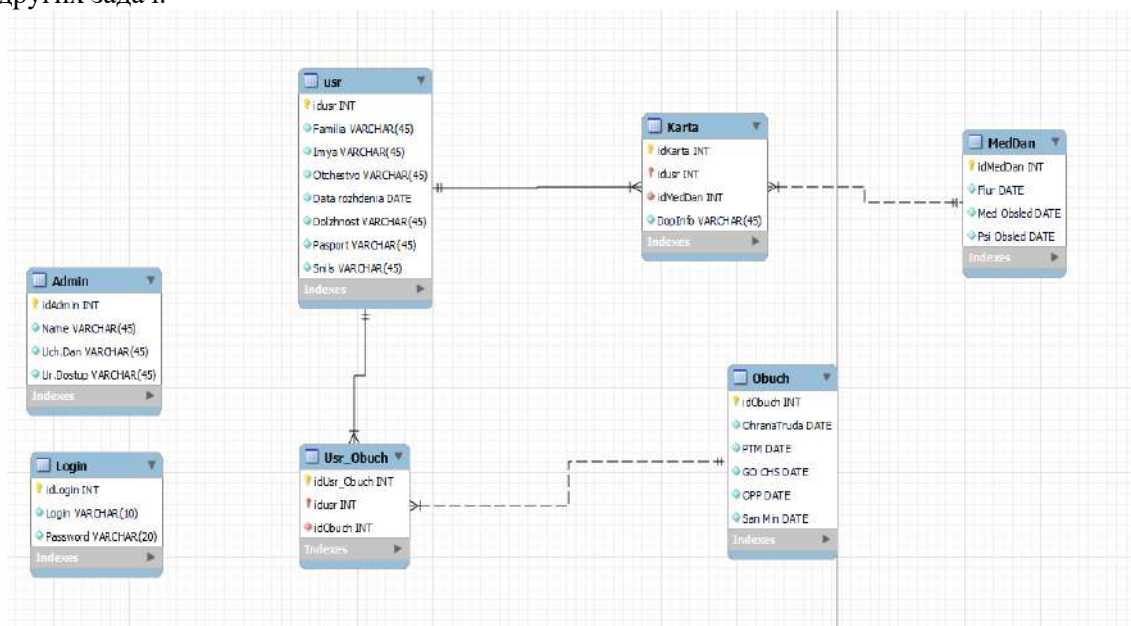 других задач.
usr
idusr INT
Familia VARCHAR(45)
Imya VARCHAR(45)
Otchestvo VARCHAR(45)
Data rozhdenia DATE
Dolzhnost VARCHAR(45)
Pasport VARCHAR(45)
Snils VARCHAR(45)
Indexes
Karta
idKarta INT
idusr INT
idMedDan INT
DopInfo VARCHAR(45)
Indexes
MedDan
idMedDan INT
Flur DATE
Med Obsled DATE
Psi Obsled DATE
Indexes
Admin
idAdmin INT
Name VARCHAR(45)
Uch.Dan VARCHAR(45)
Ur.Dostup VARCHAR(45)
Indexes
Obuch
idObuch INT
OhranaTruda DATE
PTM DATE
GO CHS DATE
OPP DATE
San Min DATE
Indexes
Login
idLogin INT
Login VARCHAR(10)
Password VARCHAR(20)
Indexes
Usr_Obuch
idUsr_Obuch INT
idusr INT
idObuch INT
Indexes